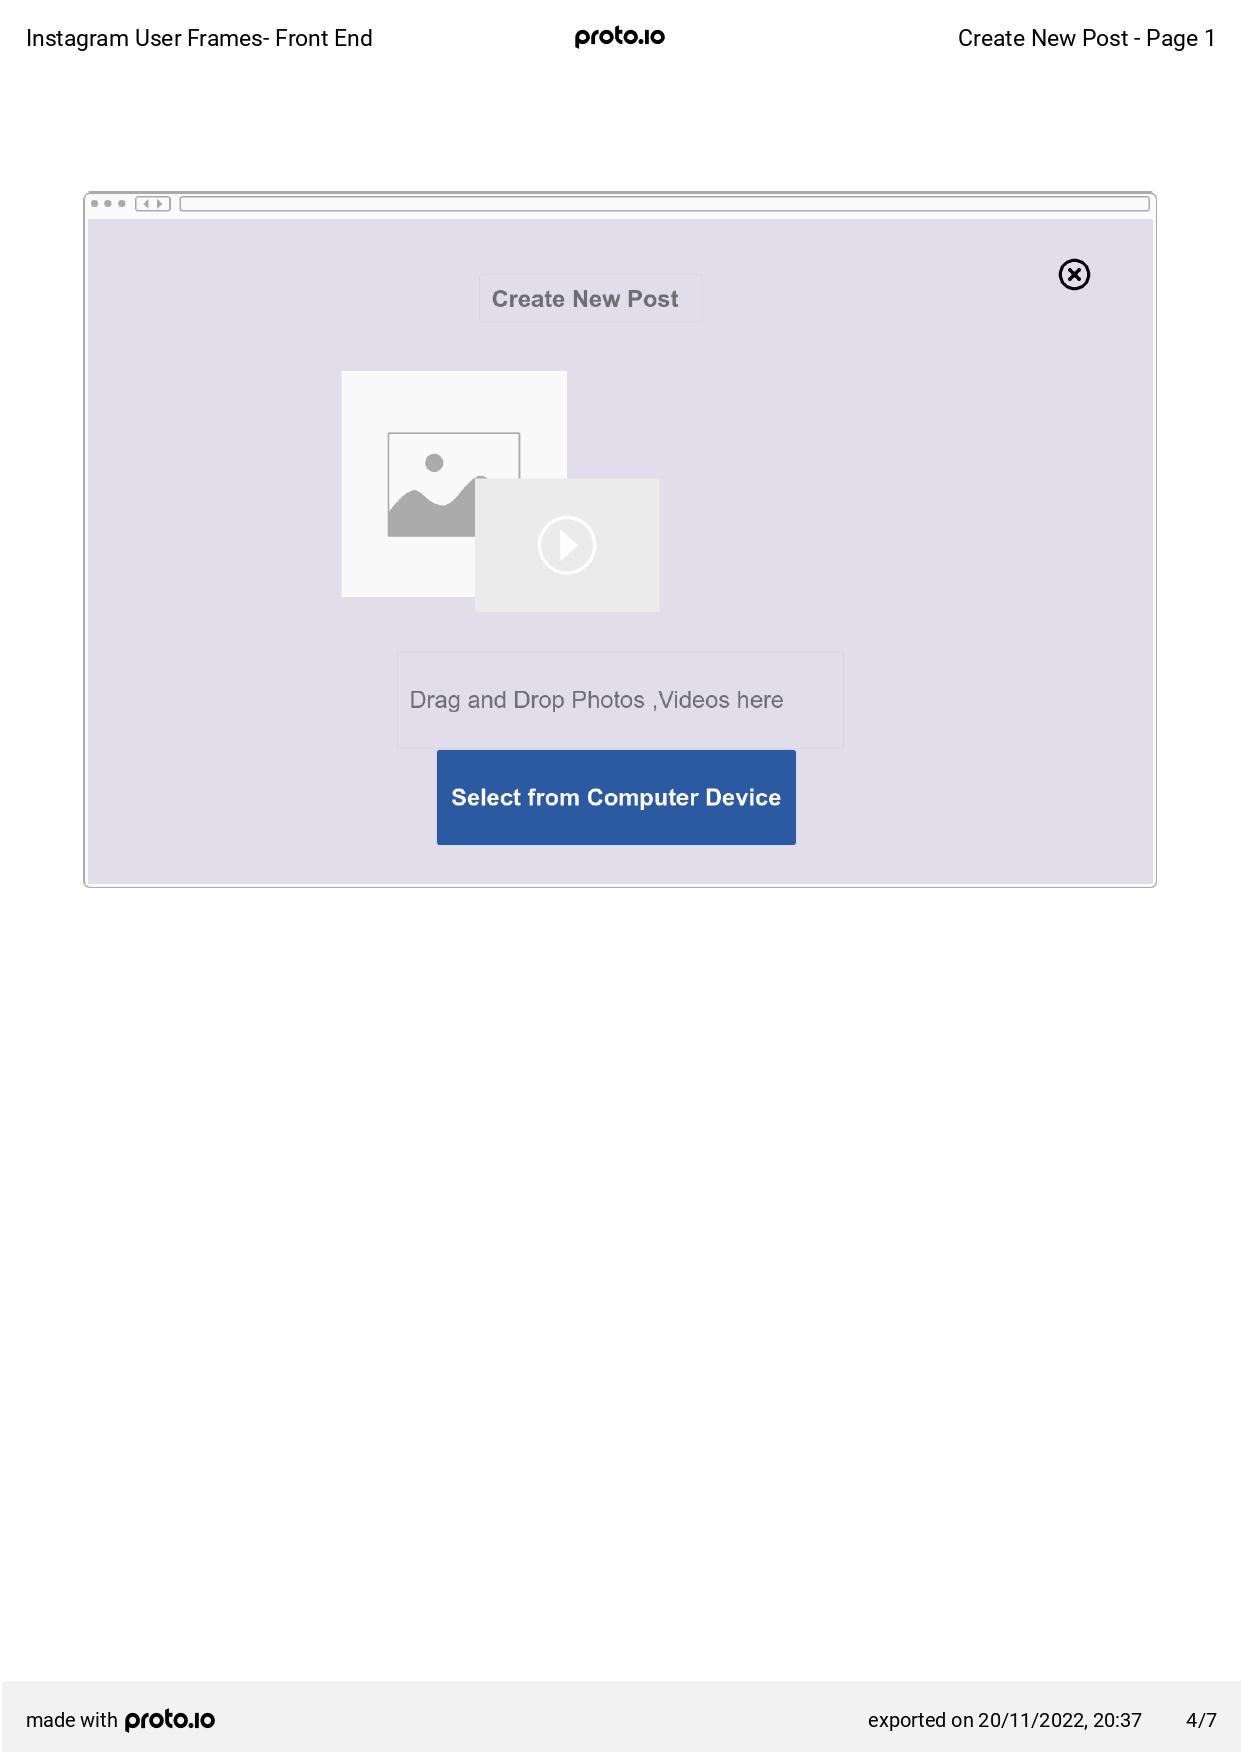 Instagram User Frames- Front End
proto.io
Create New Post - Page 1
Create New Post
Drag and Drop Photos ,Videos here
Select from Computer Device
made with proto.io
exported on 20/11/2022, 20:37
4/7